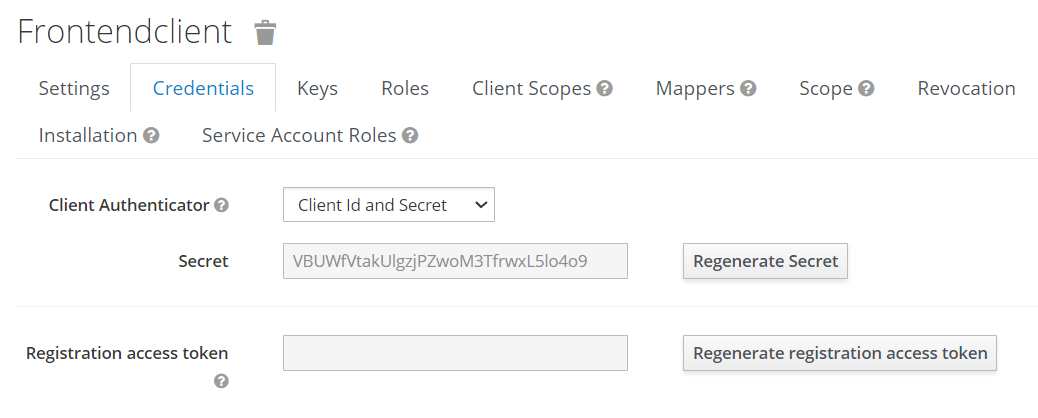 Frontendclient
Settings Credentials Keys Roles Client Scopes Mappers Scope Revocation
Installation Service Account Roles
Client Authenticator Client Id and Secret
Secret VBUWfVtakUlgzjPZwoM3TfrwxL5lo4o9 Regenerate Secret
Registration access token Regenerate registration access token